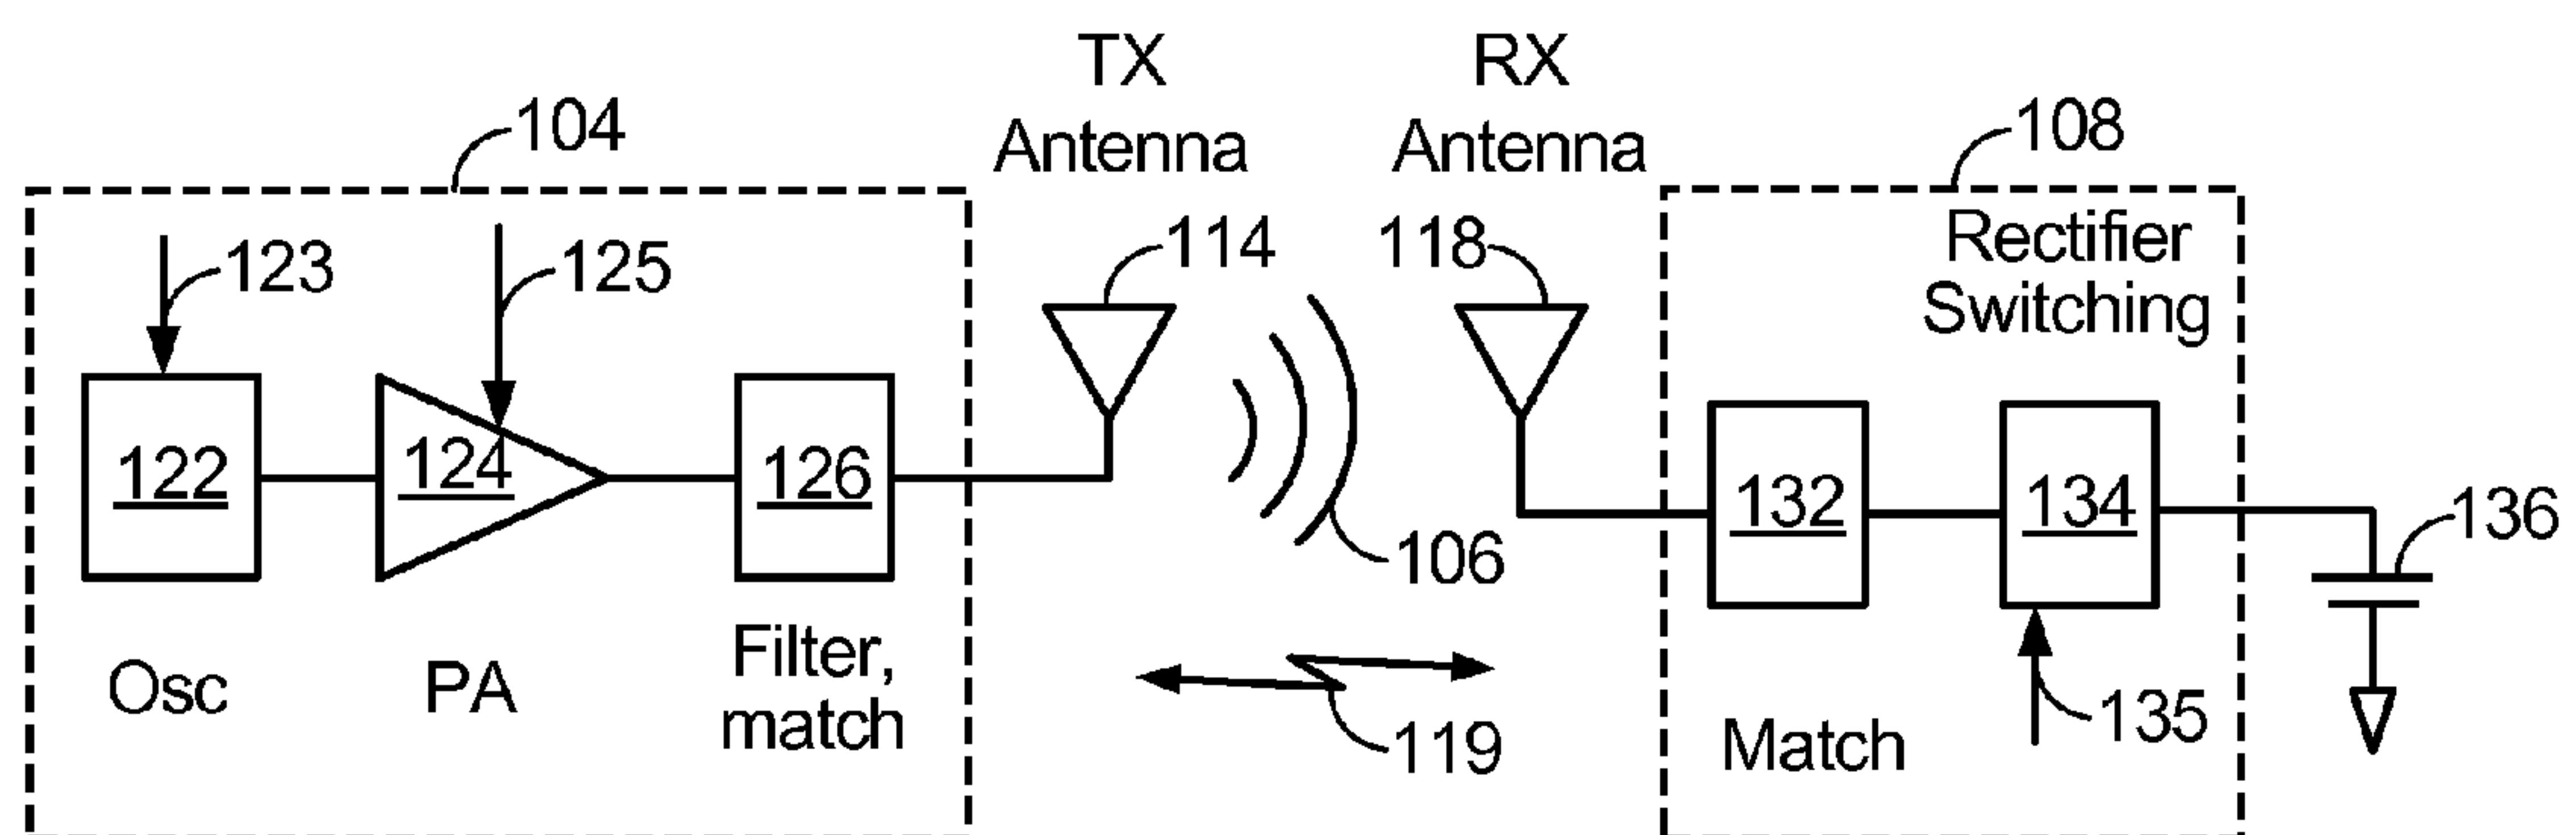 TX
Antenna
RX
Antenna
104
108
123
125
114
118
Rectifier
Switching
122
124
126
106
132
134
136
Osc
PA
Filter,
match
119
Match
135